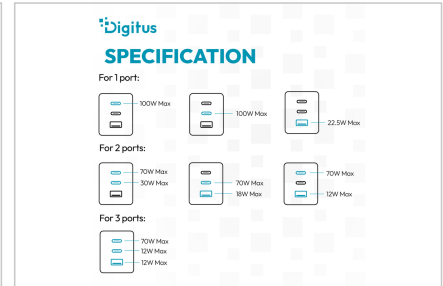 Digitus
SPECIFICATION
For 1 port:
100W Max
100W Max
22.5W Max
For 2 ports:
70W Max
30W Max
70W Max
18W Max
70W Max
12W Max
For 3 ports:
70W Max
12W Max
12W Max